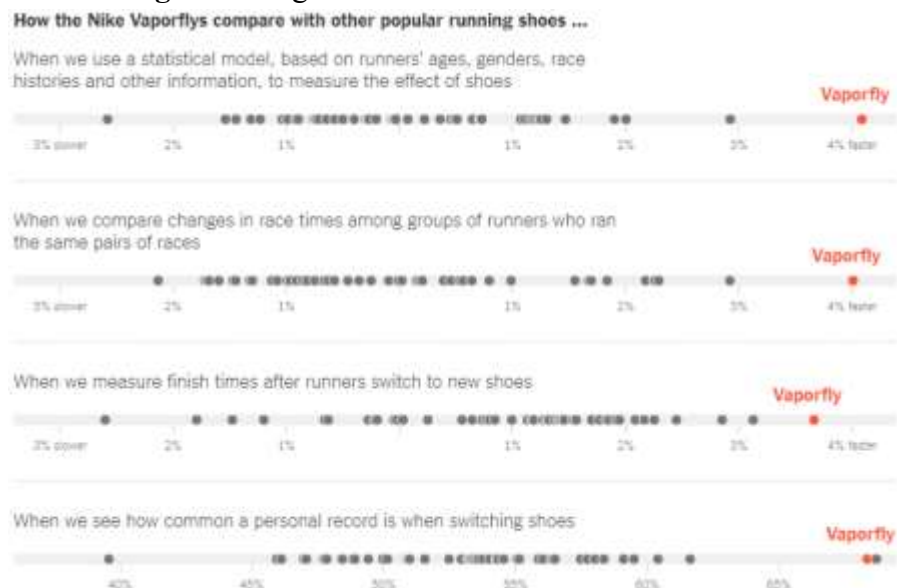 How the Nike Vaporflys compare with other popular running shoes ...
When we use a statistical model, based on runners' ages, genders, race
histories and other information, to measure the effect of shoes
Vaporfly
3% slower 2% 1% 1% 2% 3% 4% faster
When we compare changes in race times among groups of runners who ran
the same pairs of races
Vaporfly
3% slower 2% 1% 1% 2% 3% 4% faster
When we measure finish times after runners switch to new shoes
Vaporfly
3% slower 2% 1% 1% 2% 3% 4% faster
When we see how common a personal record is when switching shoes
Vaporfly
40% 45% 50% 55% 60% 65%